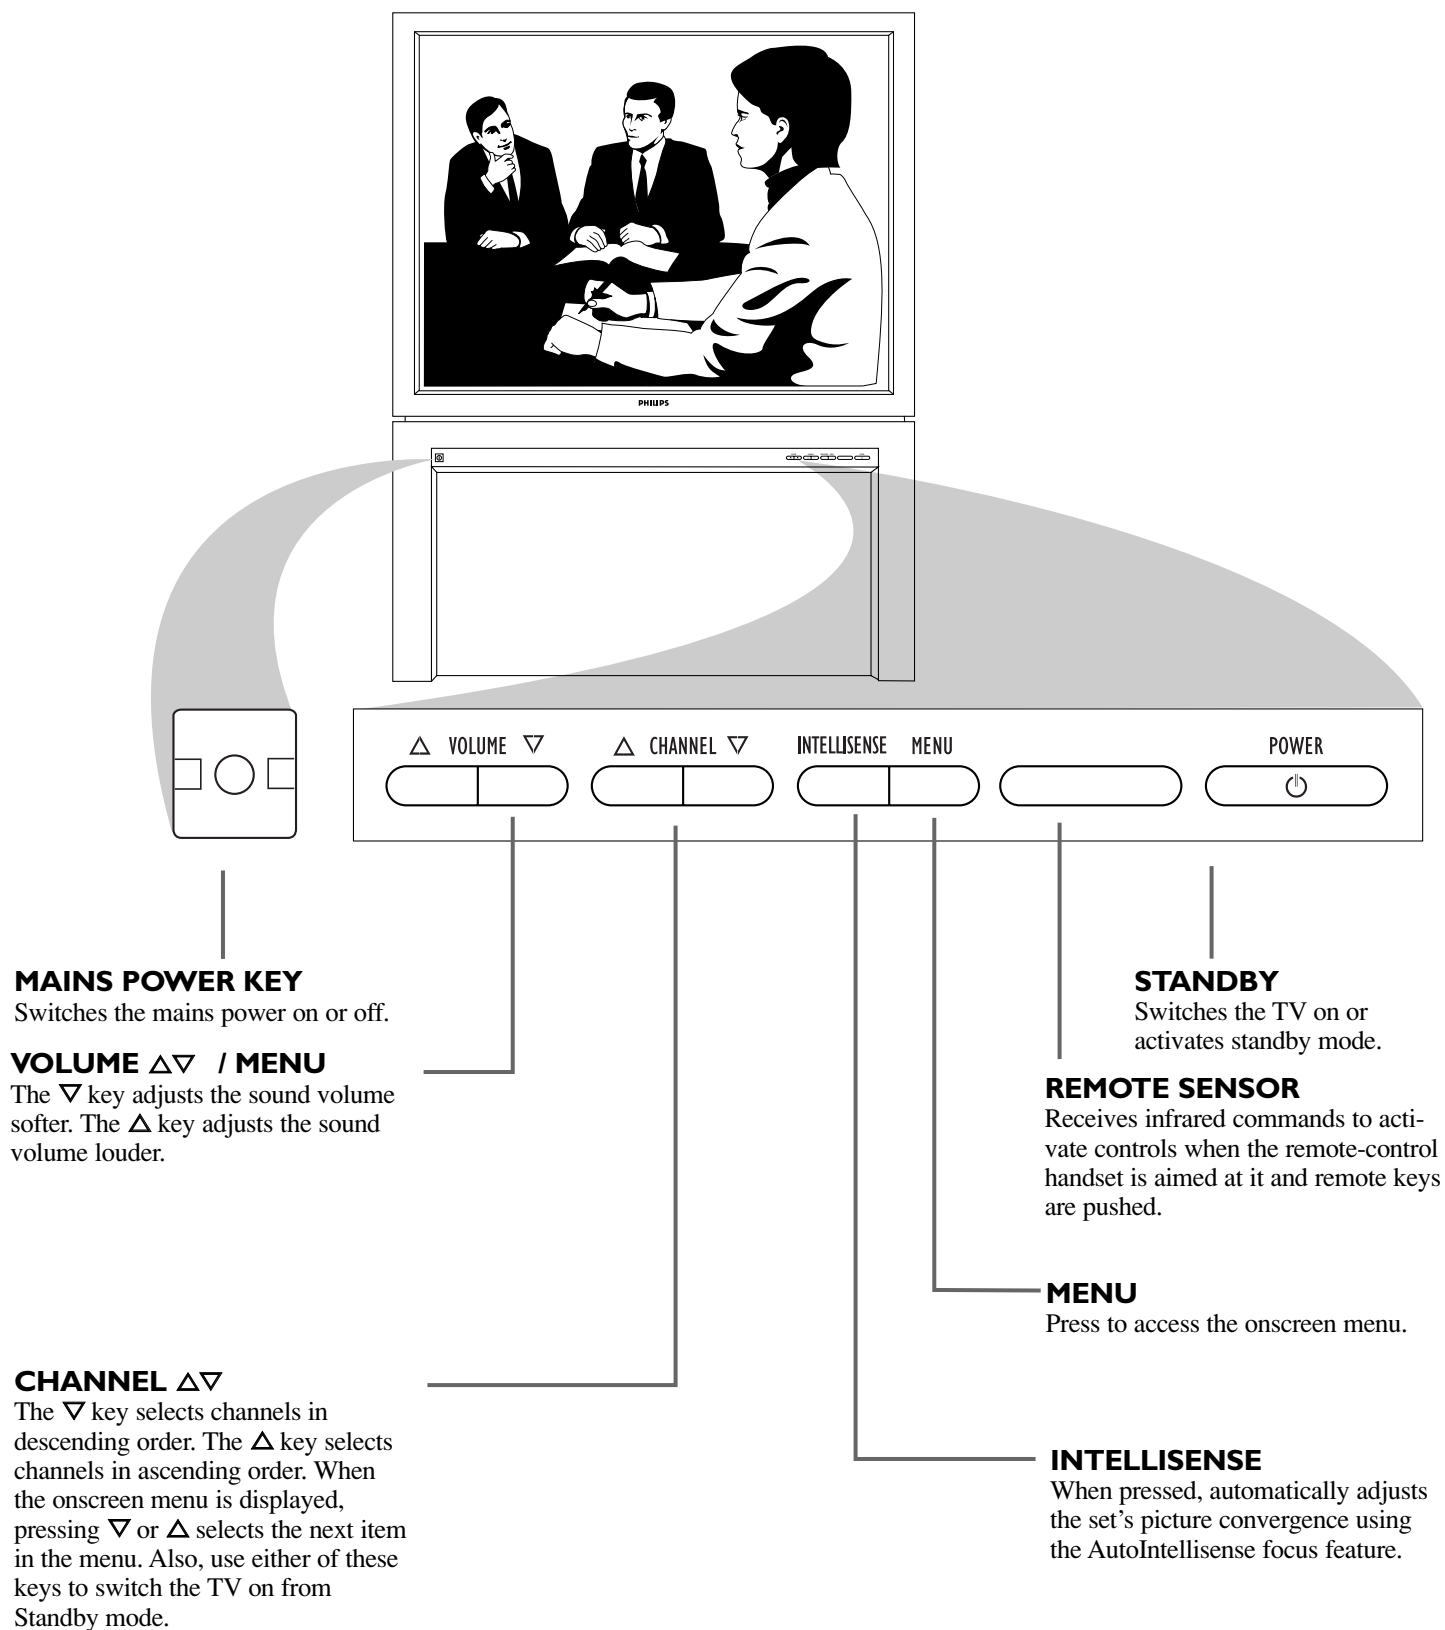 PHILIPS
△ VOLUME ▽
△ CHANNEL ▽
INTELLISENSE
MENU
POWER
MAINS POWER KEY
Switches the mains power on or off.
VOLUME △▽ / MENU
The ▽ key adjusts the sound volume
softer. The △ key adjusts the sound
volume louder.
CHANNEL △▽
The ▽ key selects channels in
descending order. The △ key selects
channels in ascending order. When
the onscreen menu is displayed,
pressing ▽ or △ selects the next item
in the menu. Also, use either of these
keys to switch the TV on from
Standby mode.
STANDBY
Switches the TV on or
activates standby mode.
REMOTE SENSOR
Receives infrared commands to acti-
vate controls when the remote-control
handset is aimed at it and remote keys
are pushed.
MENU
Press to access the onscreen menu.
INTELLISENSE
When pressed, automatically adjusts
the set's picture convergence using
the AutoIntellisense focus feature.